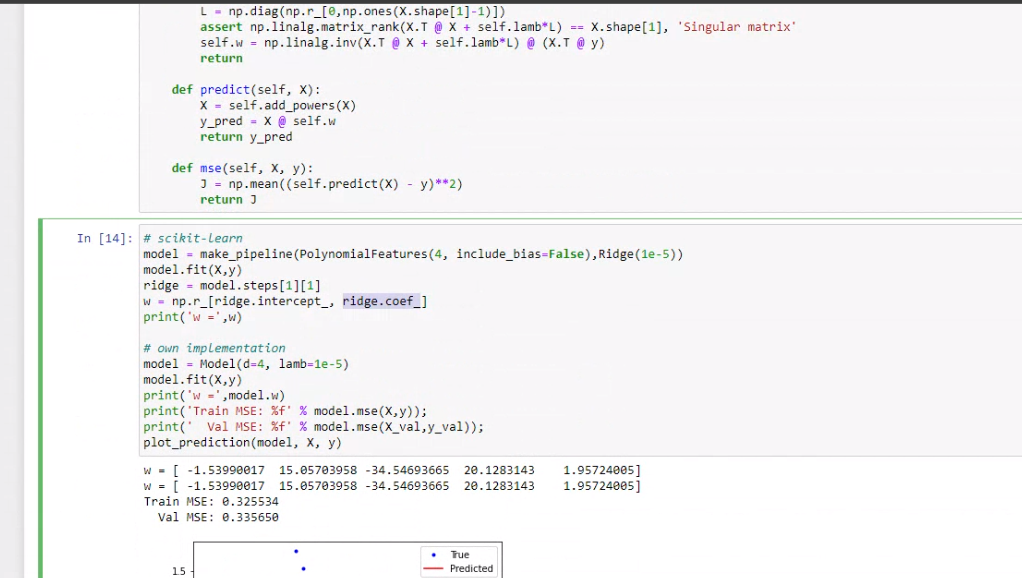 L = np.diag(np.r_[0,np.ones(X.shape[1]-1)])
assert np.linalg.matrix_rank(X.T @ X + self.lamb*L) == X.shape[1], 'Singular matrix'
self.w = np.linalg.inv(X.T @ X + self.lamb*L) @ (X.T @ y)
return
def predict(self, X):
X = self.add_powers(X)
y_pred = X @ self.w
return y_pred
def mse(self, X, y):
J = np.mean((self.predict(X) - y)**2)
return J
In [14]:
# scikit-learn
model = make_pipeline(PolynomialFeatures(4, include_bias=False),Ridge(1e-5))
model.fit(X,y)
ridge = model.steps[1][1]
w = np.r_[ridge.intercept_, ridge.coef_]
print('w =',w)
# own implementation
model = Model(d=4, lamb=1e-5)
model.fit(X,y)
print('w =',model.w)
print('Train MSE: %f' % model.mse(X,y));
print('  Val MSE: %f' % model.mse(X_val,y_val));
plot_prediction(model, X, y)
w = [ -1.53990017  15.05703958 -34.54693665  20.1283143    1.95724005]
w = [ -1.53990017  15.05703958 -34.54693665  20.1283143    1.95724005]
Train MSE: 0.325534
Val MSE: 0.335650
True
Predicted
1.5